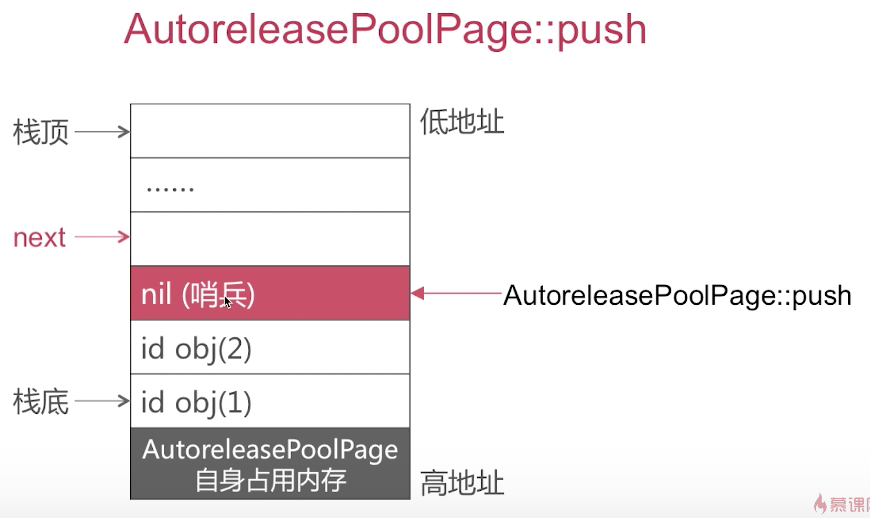 AutoreleasePoolPage::push
栈顶
低地址
......
next
nil (哨兵)
AutoreleasePoolPage::push
id obj(2)
栈底
id obj(1)
AutoreleasePoolPage
自身占用内存
高地址
慕课